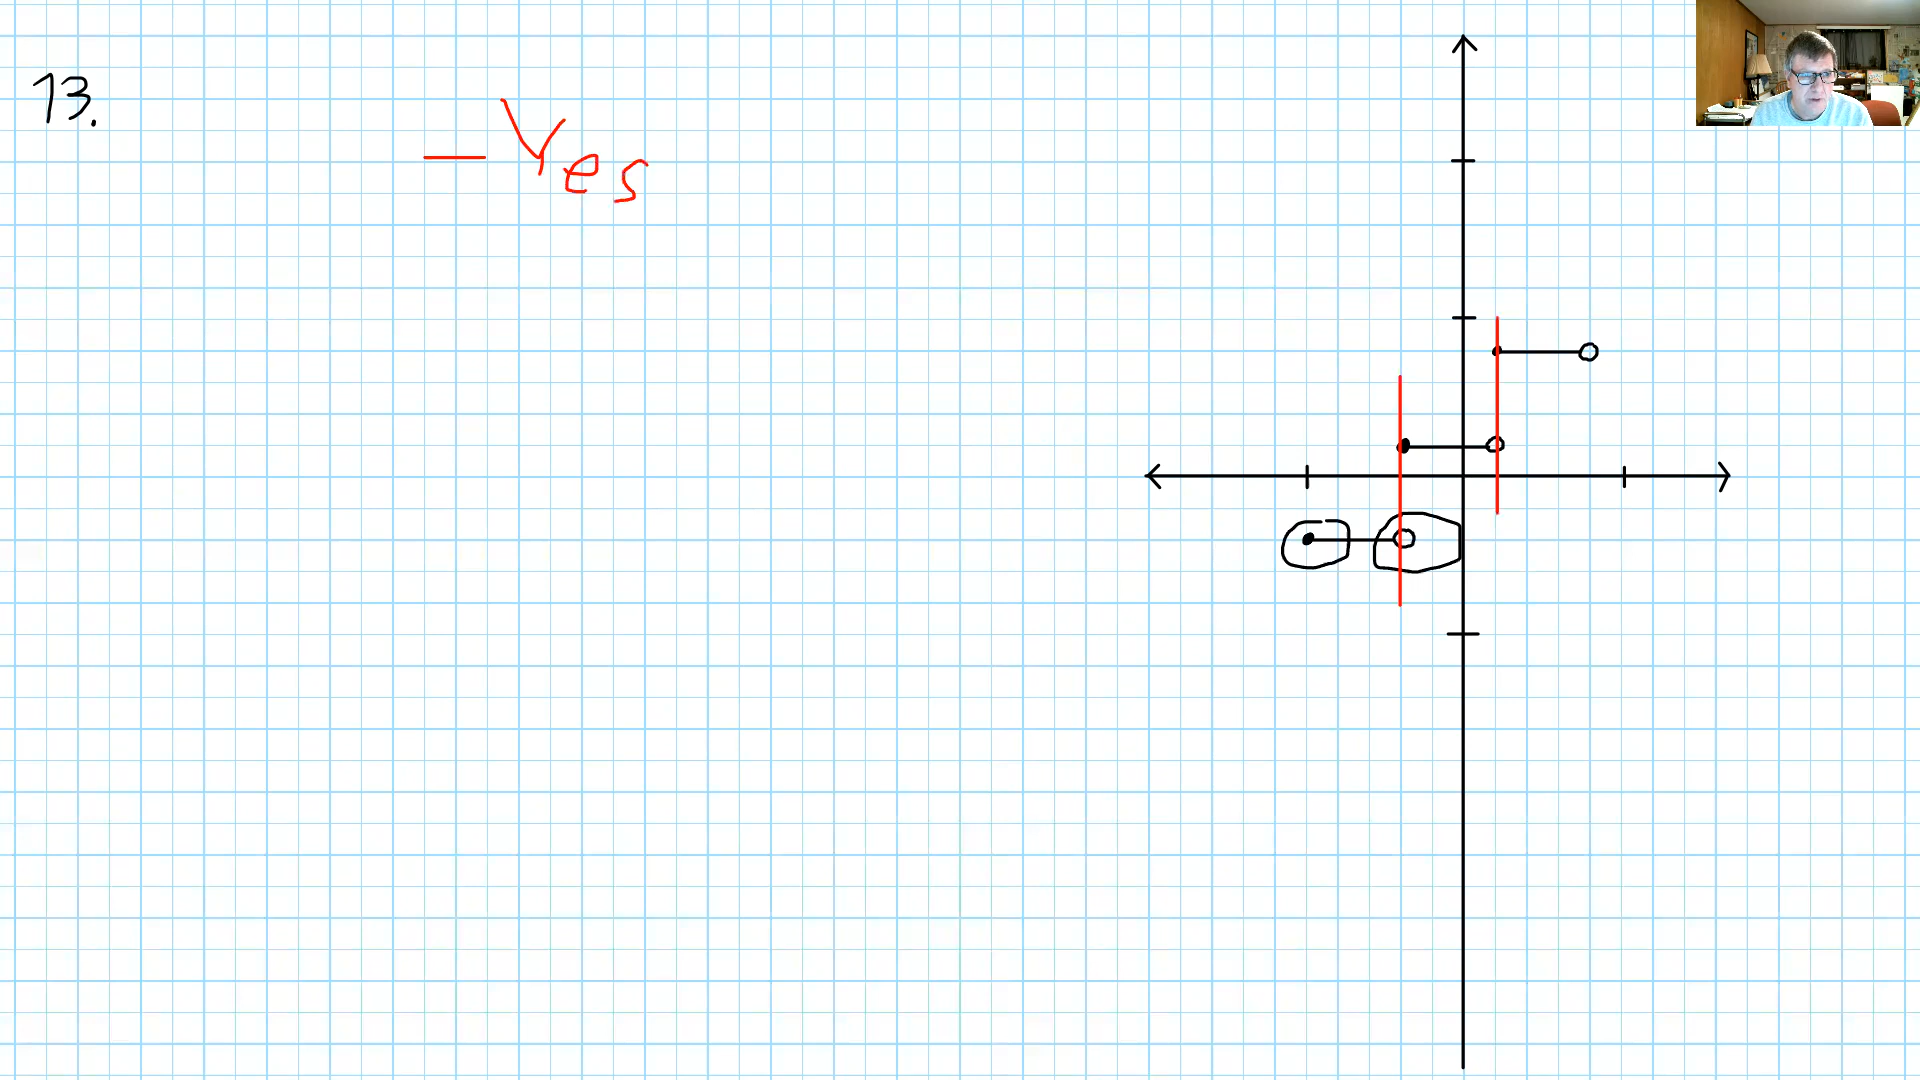 13.
— Yes